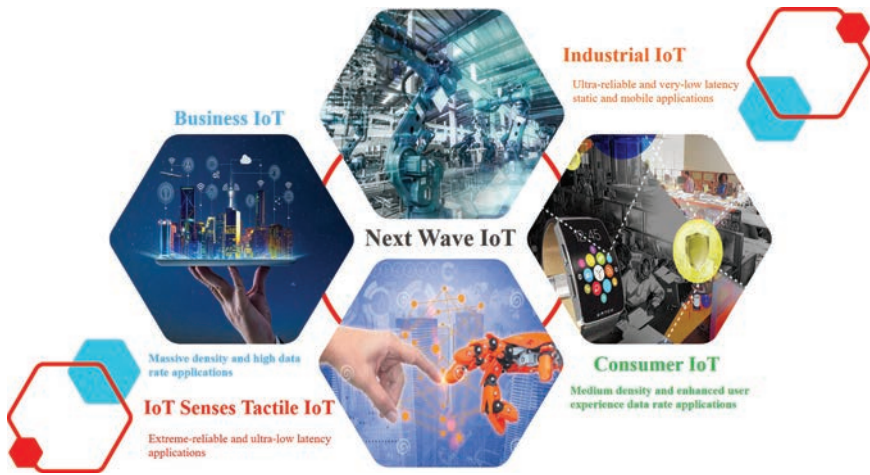 Industrial IoT
Ultra-reliable and very-low latency
static and mobile applications
Business IoT
Next Wave IoT
Massive density and high data
rate applications
Consumer IoT
Medium density and enhanced user
experience data rate applications
IoT Senses Tactile IoT
Extreme-reliable and ultra-low latency
applications